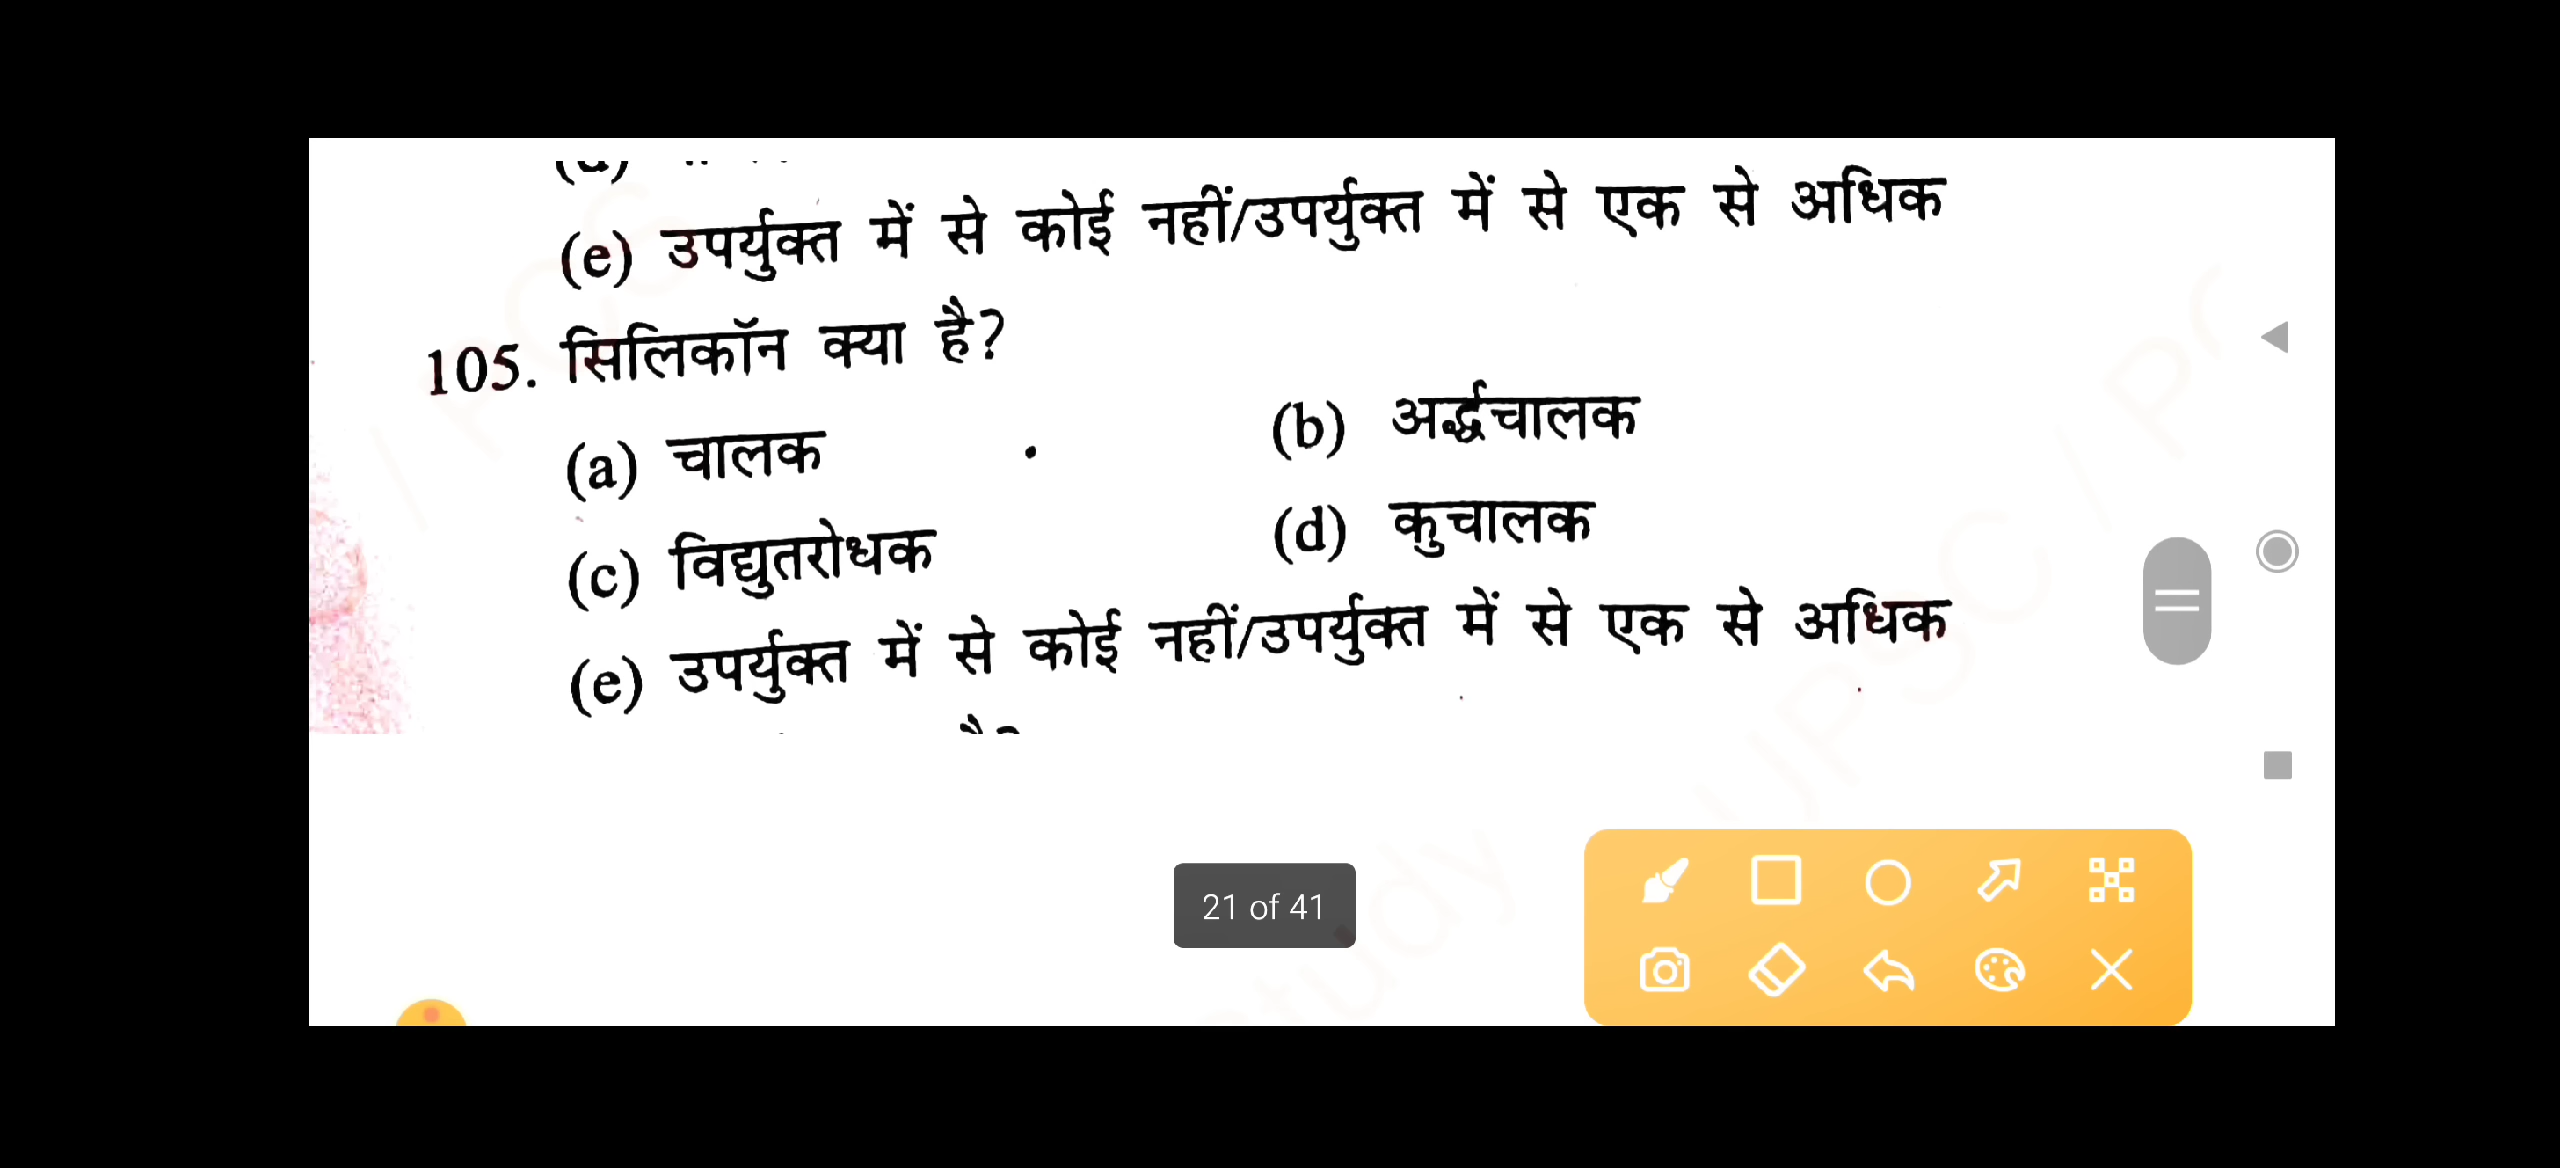 (e) उपर्युक्त में से कोई नहीं/उपर्युक्त में से एक से अधिक
105. सिलिकॉन क्या है?
(a) चालक (b) अर्द्धचालक
(c) विद्युतरोधक (d) कुचालक
(e) उपर्युक्त में से कोई नहीं/उपर्युक्त में से एक से अधिक
21 of 41